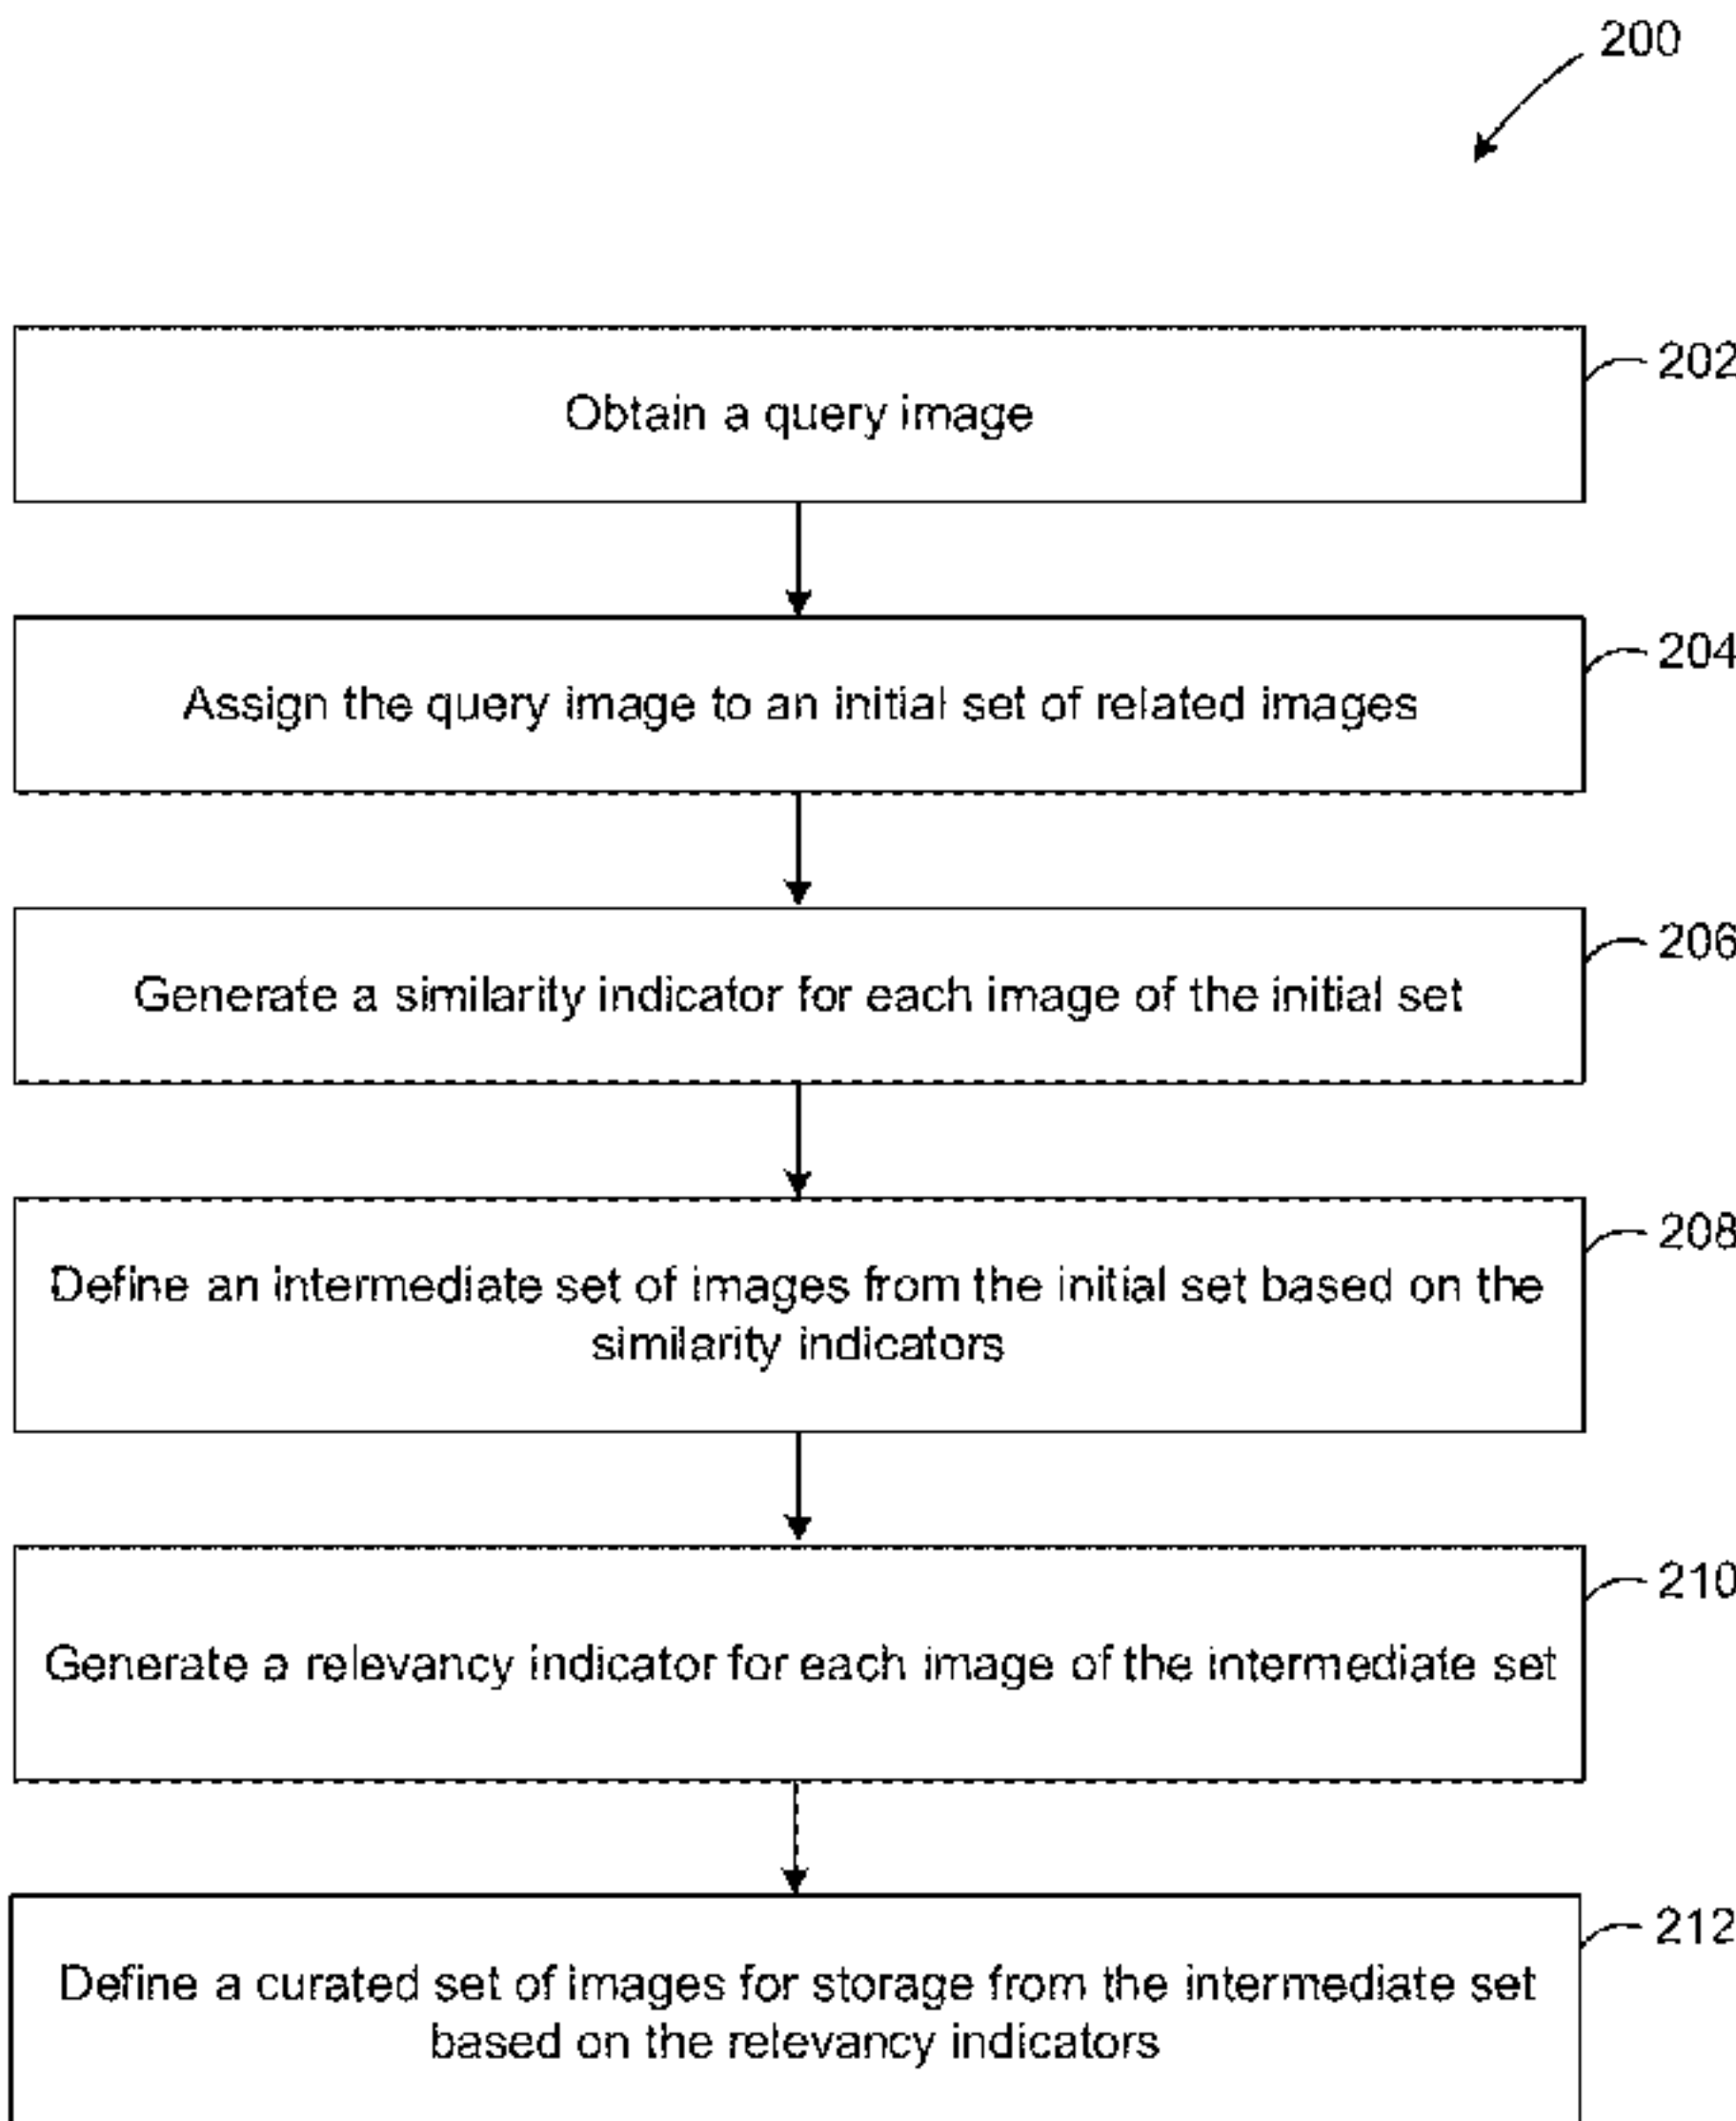 200
202
Obtain a query image
204
Assign the query image to an initial set of related images
206
Generate a similarity indicator for each image of the initial set
208
Define an intermediate set of images from the initial set based on the
similarity indicators
210
Generate a relevancy indicator for each image of the intermediate set
212
Define a curated set of images for storage from the intermediate set
based on the relevancy indicators